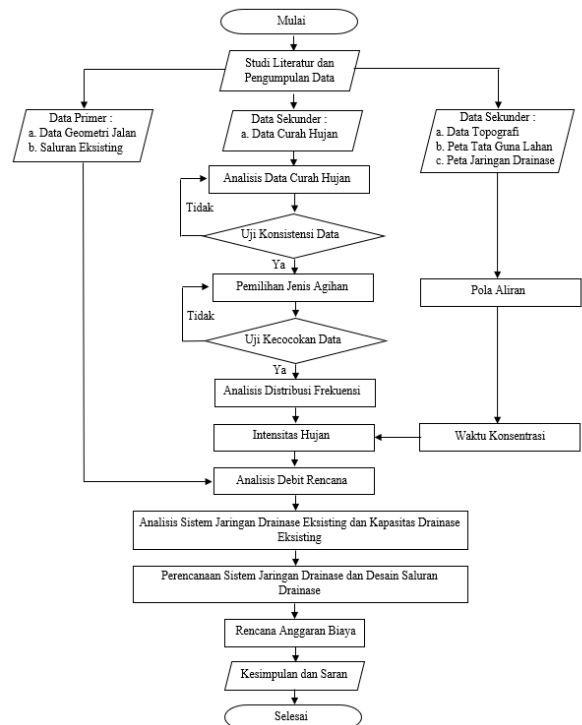 Mulai
Studi Literatur dan
Pengumpulan Data
Data Primer :
a. Data Geometri Jalan
b. Saluran Eksisting
Data Sekunder :
a. Data Curah Hujan
Data Sekunder :
a. Data Topografi
b. Peta Tata Guna Lahan
c. Peta Jaringan Drainase
Analisis Data Curah Hujan
Tidak
Uji Konsistensi Data
Ya
Pemilihan Jenis Agihan
Pola Aliran
Tidak
Uji Kecocokan Data
Ya
Analisis Distribusi Frekuensi
Intensitas Hujan
Waktu Konsentrasi
Analisis Debit Rencana
Analisis Sistem Jaringan Drainase Eksisting dan Kapasitas Drainase
Eksisting
Perencanaan Sistem Jaringan Drainase dan Desain Saluran
Drainase
Rencana Anggaran Biaya
Kesimpulan dan Saran
Selesai